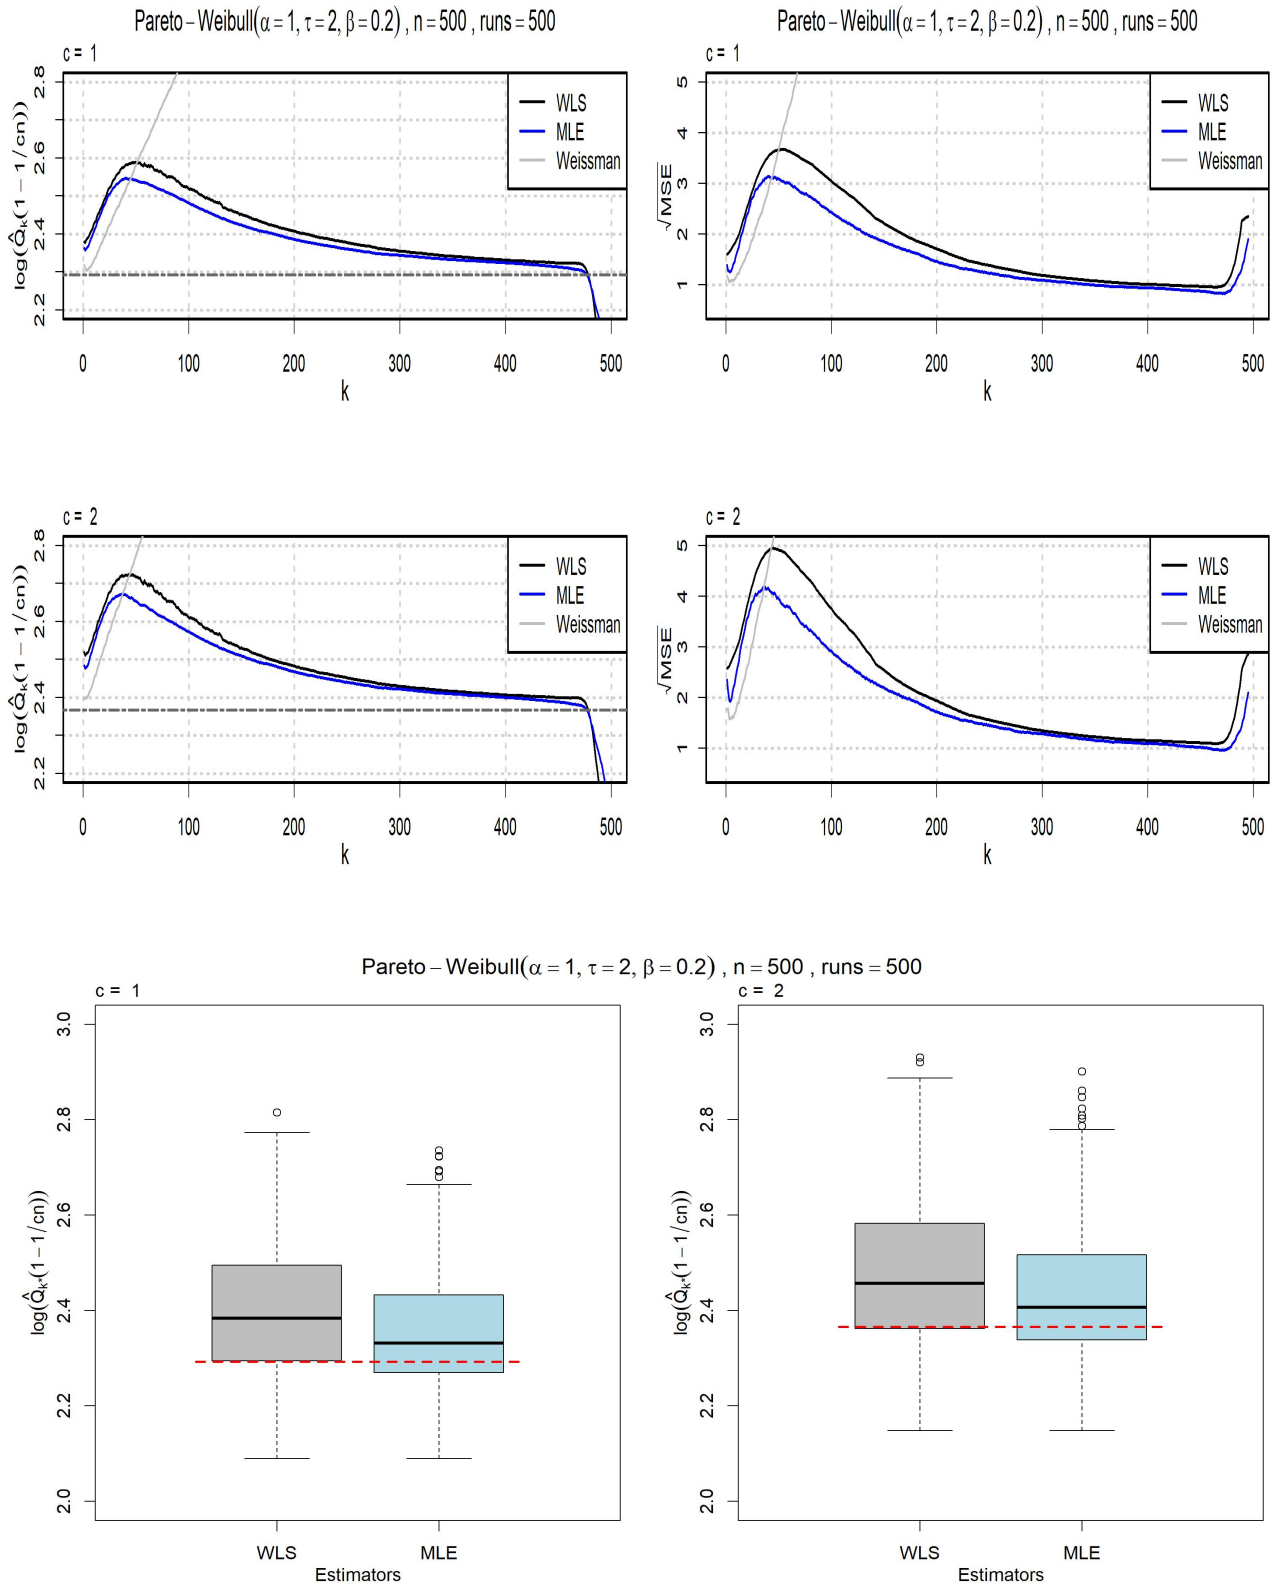 Pareto − Weibull(α = 1, τ = 2, β = 0.2) , n = 500 , runs = 500
c = 1
log(Q̂k(1 − 1/cn))
2.2 2.4 2.6 2.8
WLS
MLE
Weissman
0 100 200 300 400 500
k
Pareto − Weibull(α = 1, τ = 2, β = 0.2) , n = 500 , runs = 500
c = 1
√MSE
1 2 3 4 5
WLS
MLE
Weissman
0 100 200 300 400 500
k
c = 2
log(Q̂k(1 − 1/cn))
2.2 2.4 2.6 2.8
WLS
MLE
Weissman
0 100 200 300 400 500
k
c = 2
√MSE
1 2 3 4 5
WLS
MLE
Weissman
0 100 200 300 400 500
k
Pareto − Weibull(α = 1, τ = 2, β = 0.2) , n = 500 , runs = 500
c = 1
log(Q̂k*(1 − 1/cn))
2.0 2.2 2.4 2.6 2.8 3.0
WLS MLE
Estimators
c = 2
log(Q̂k*(1 − 1/cn))
2.0 2.2 2.4 2.6 2.8 3.0
WLS MLE
Estimators